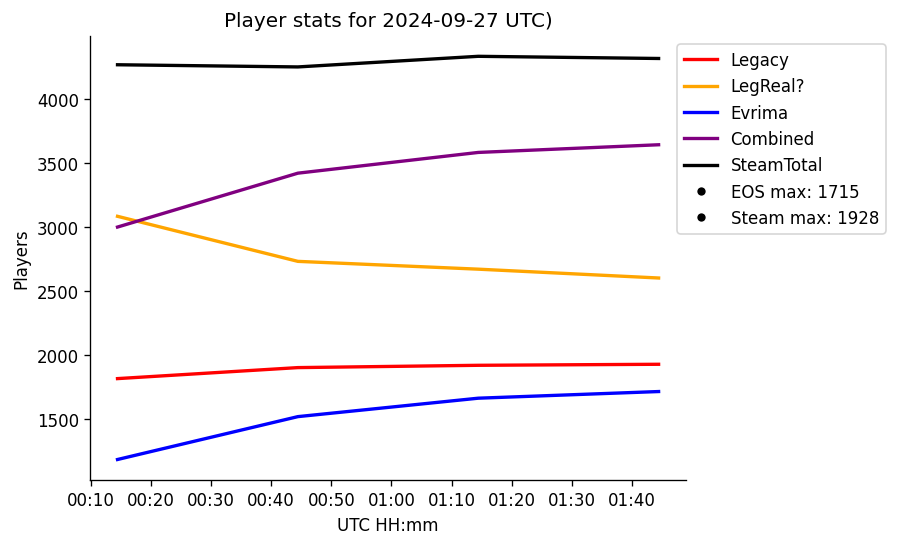 Player stats for 2024-09-27 UTC)
Legacy
LegReal?
Evrima
Combined
SteamTotal
EOS max: 1715
Steam max: 1928
4000
3500
3000
2500
2000
1500
Players
00:10 00:20 00:30 00:40 00:50 01:00 01:10 01:20 01:30 01:40
UTC HH:mm